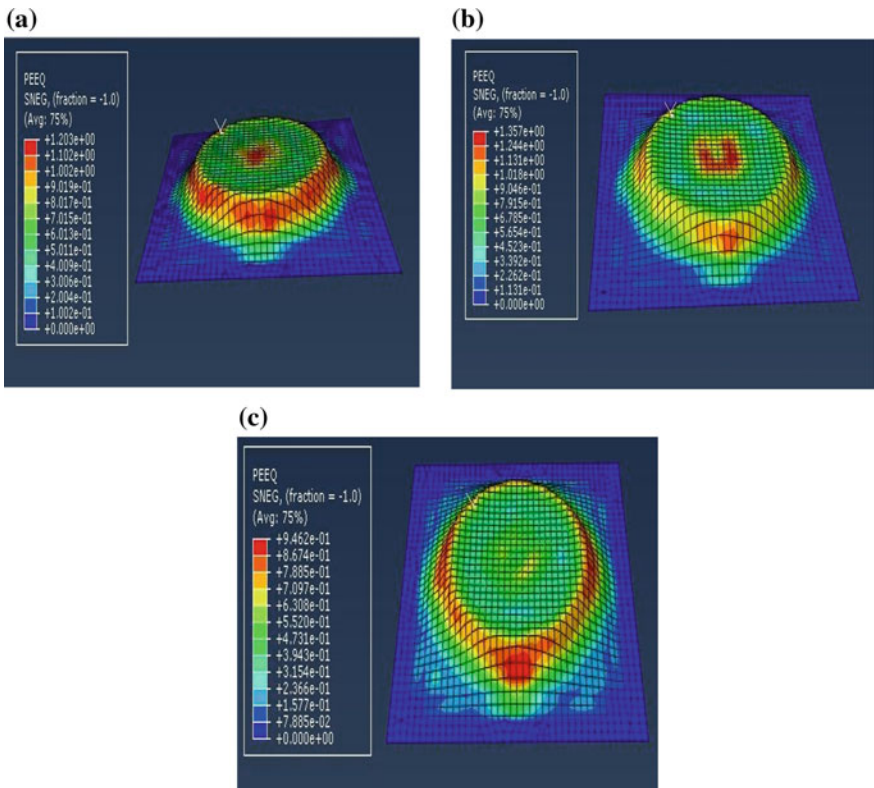 (a)
PEEQ
SNEG, (fraction = -1.0)
(Avg: 75%)
+1.203e+00
+1.102e+00
+1.002e+00
+9.019e-01
+8.017e-01
+7.015e-01
+6.013e-01
+5.011e-01
+4.009e-01
+3.006e-01
+2.004e-01
+1.002e-01
+0.000e+00
(b)
PEEQ
SNEG, (fraction = -1.0)
(Avg: 75%)
+1.357e+00
+1.244e+00
+1.131e+00
+1.018e+00
+9.046e-01
+7.915e-01
+6.785e-01
+5.654e-01
+4.523e-01
+3.392e-01
+2.262e-01
+1.131e-01
+0.000e+00
(c)
PEEQ
SNEG, (fraction = -1.0)
(Avg: 75%)
+9.462e-01
+8.674e-01
+7.885e-01
+7.097e-01
+6.308e-01
+5.520e-01
+4.731e-01
+3.943e-01
+3.154e-01
+2.366e-01
+1.577e-01
+7.885e-02
+0.000e+00